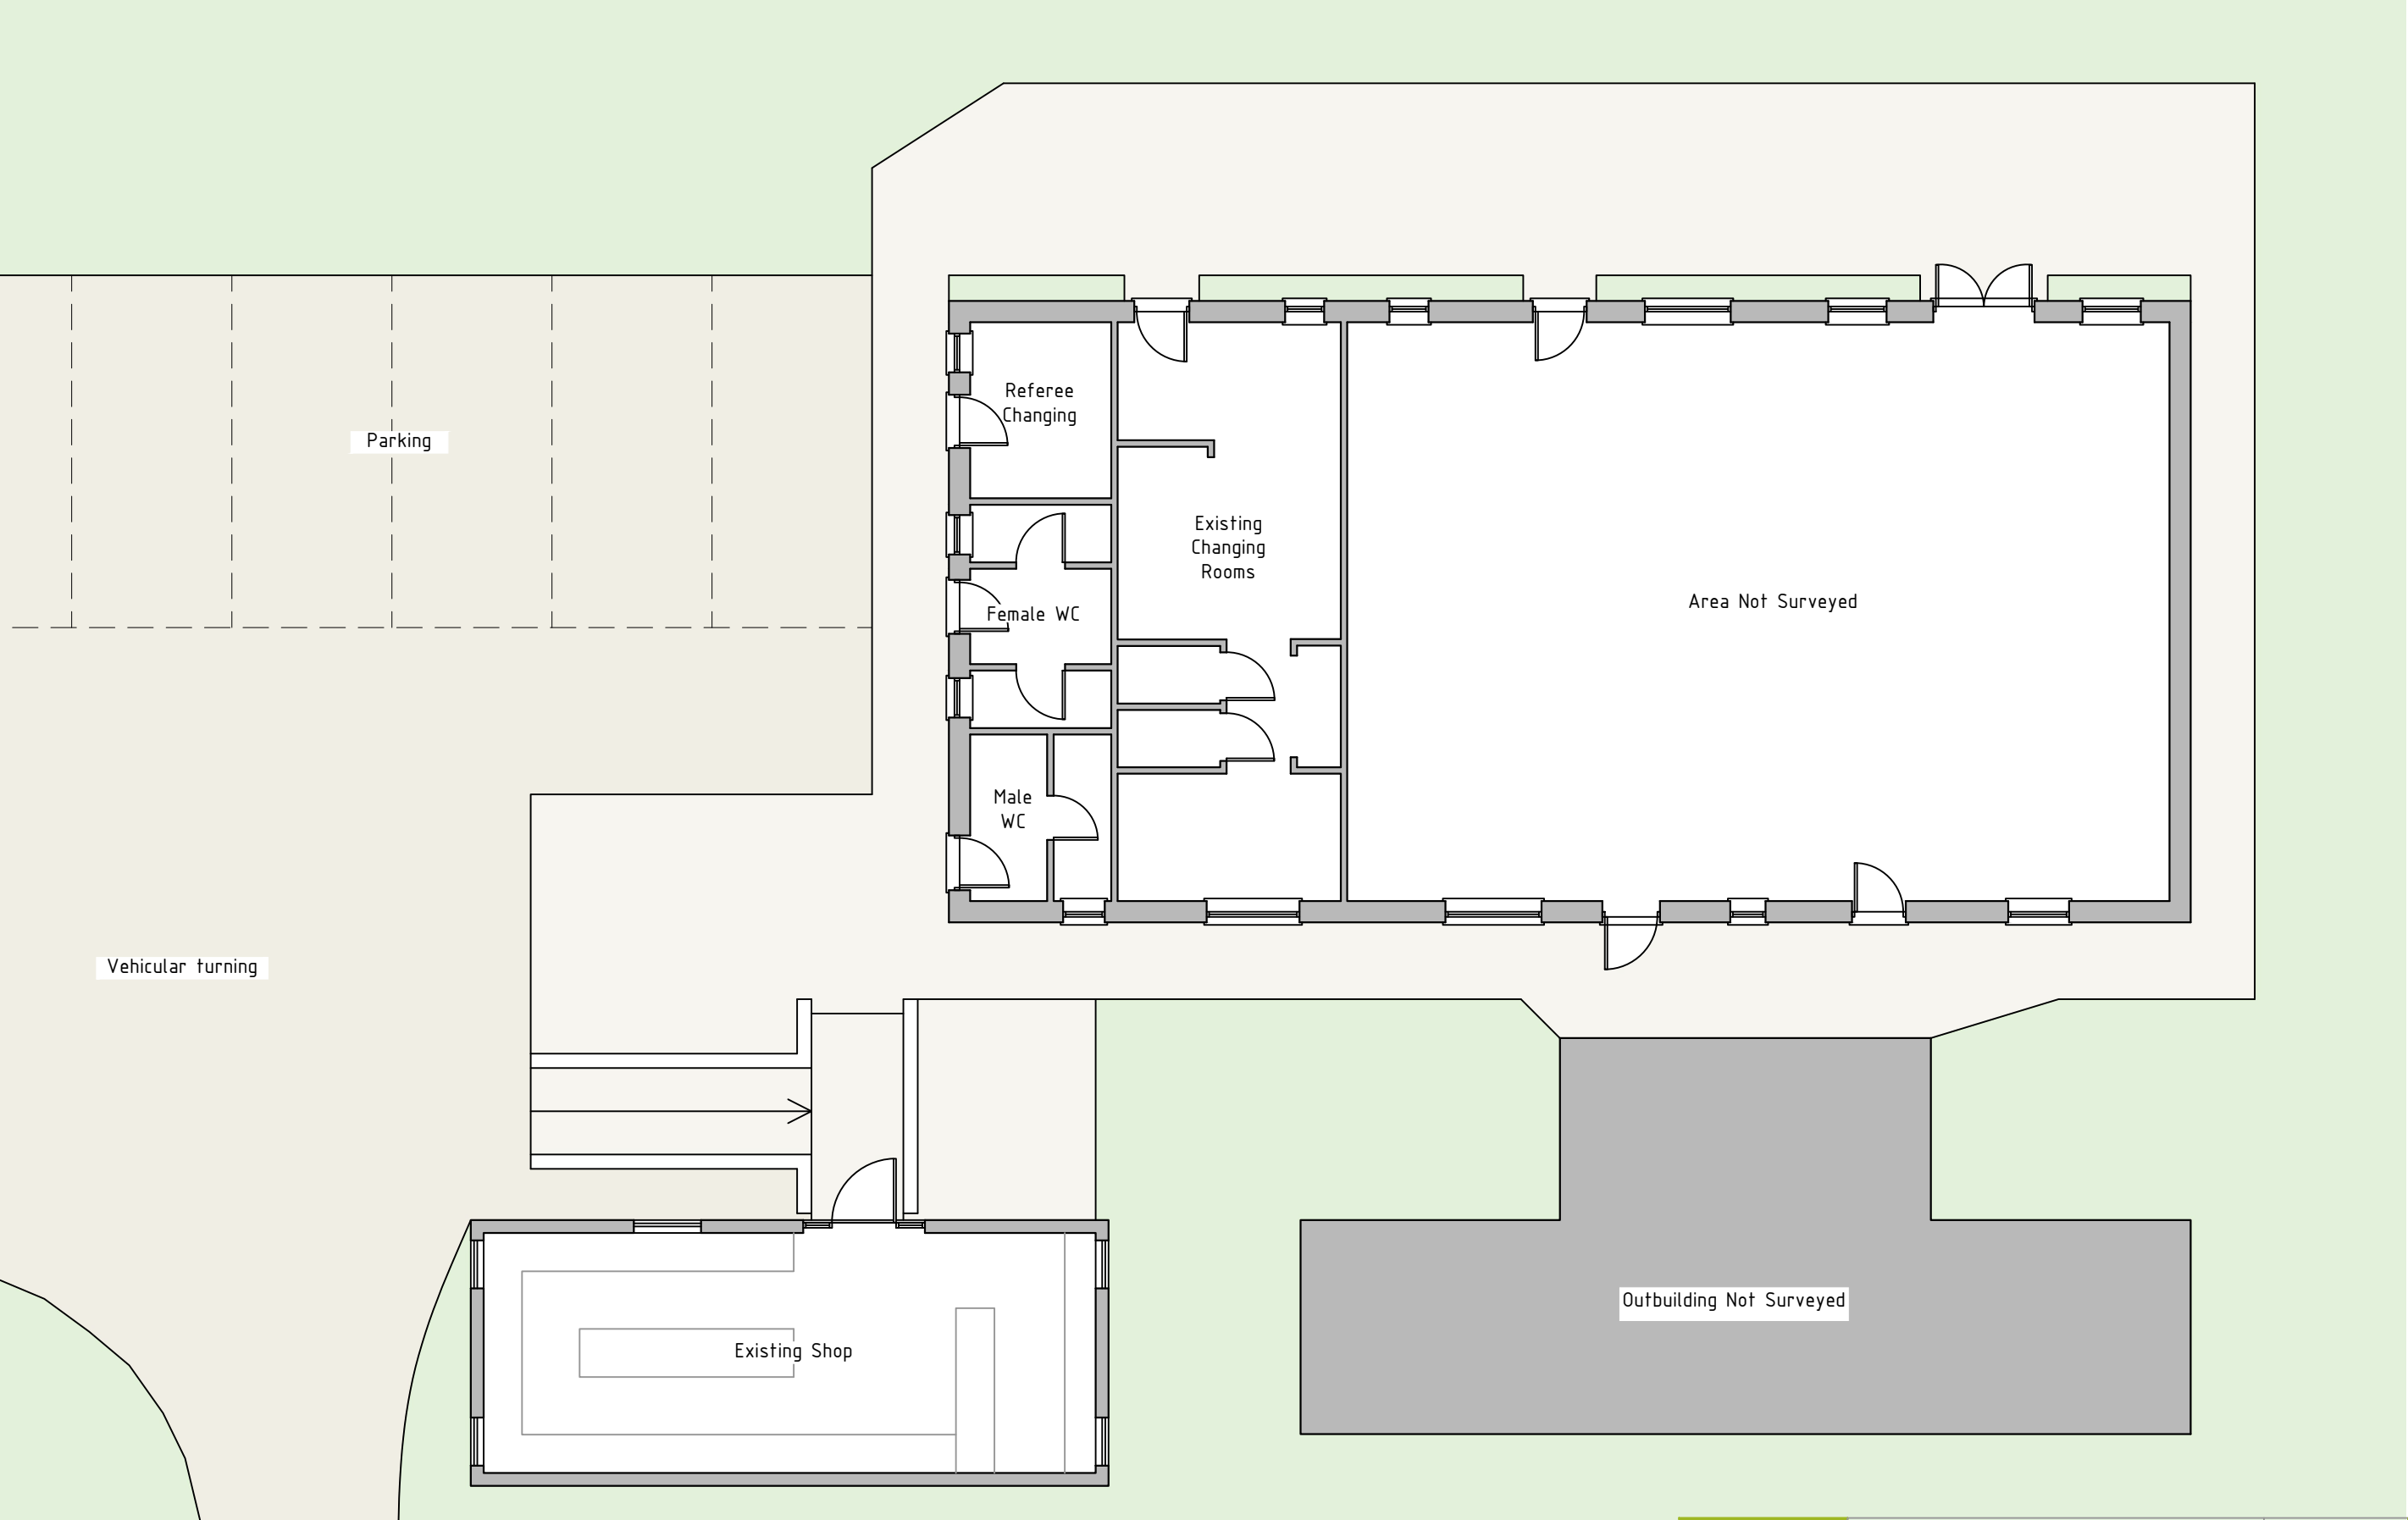 Referee
Changing
Parking
Existing
Changing
Rooms
Area Not Surveyed
Female WC
Male
WC
Vehicular turning
Outbuilding Not Surveyed
Existing Shop